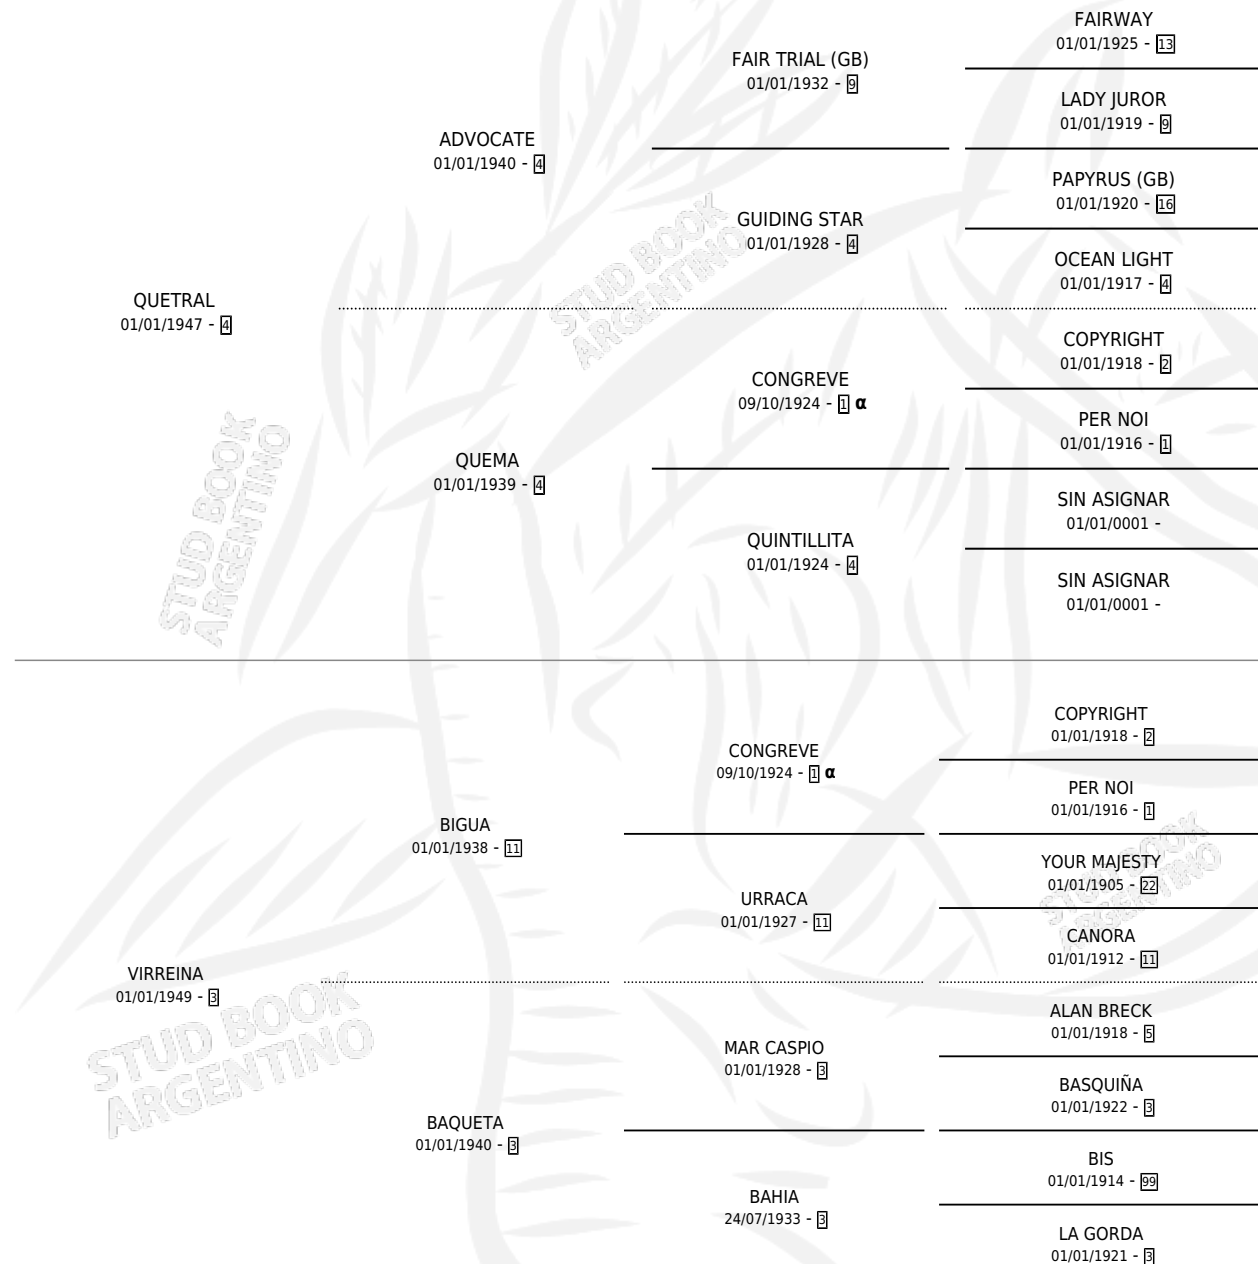 FAIRWAY
01/01/1925 - 13
FAIR TRIAL (GB)
01/01/1932 - 9
LADY JUROR
01/01/1919 - 9
ADVOCATE
01/01/1940 - 4
PAPYRUS (GB)
01/01/1920 - 16
GUIDING STAR
01/01/1928 - 4
OCEAN LIGHT
01/01/1917 - 4
QUETRAL
01/01/1947 - 4
COPYRIGHT
01/01/1918 - 2
CONGREVE
09/10/1924 - 1 α
PER NOI
01/01/1916 - 1
QUEMA
01/01/1939 - 4
SIN ASIGNAR
01/01/0001 -
QUINTILLITA
01/01/1924 - 4
SIN ASIGNAR
01/01/0001 -
COPYRIGHT
01/01/1918 - 2
CONGREVE
09/10/1924 - 1 α
PER NOI
01/01/1916 - 1
BIGUA
01/01/1938 - 11
YOUR MAJESTY
01/01/1905 - 22
URRACA
01/01/1927 - 11
CANORA
01/01/1912 - 11
VIRREINA
01/01/1949 - 3
ALAN BRECK
01/01/1918 - 5
MAR CASPIO
01/01/1928 - 3
BASQUIÑA
01/01/1922 - 3
BAQUETA
01/01/1940 - 3
BIS
01/01/1914 - 99
BAHIA
24/07/1933 - 3
LA GORDA
01/01/1921 - 3
STUD BOOK
ARGENTINO
STUD BOOK
ARGENTINO
STUD BOOK
ARGENTINO
STUD BOOK
ARGENTINO